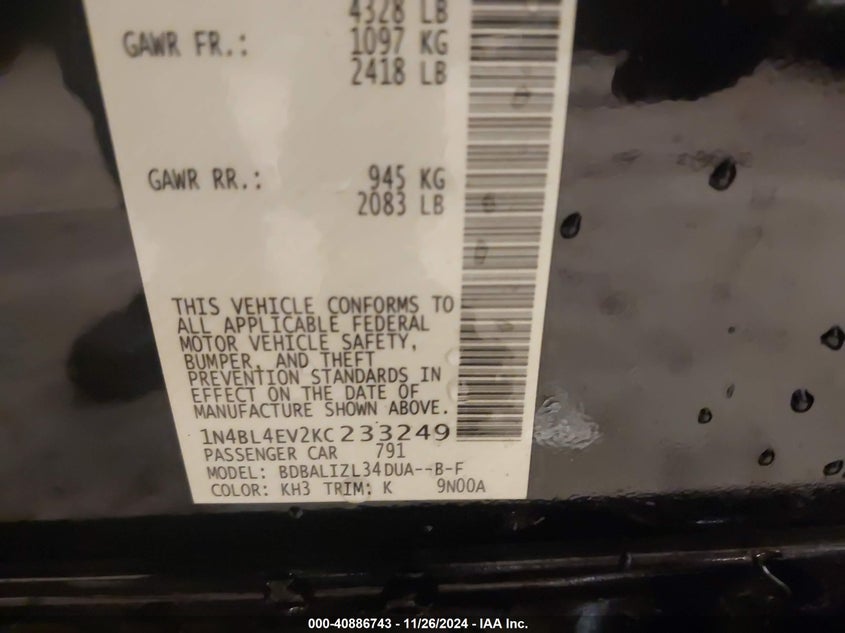 4328 LB
GAWR FR.: 1097 KG
2418 LB
GAWR RR.: 945 KG
2083 LB
THIS VEHICLE CONFORMS TO
ALL APPLICABLE FEDERAL
MOTOR VEHICLE SAFETY,
BUMPER, AND THEFT
PREVENTION STANDARDS IN
EFFECT ON THE DATE OF
MANUFACTURE SHOWN ABOVE.
1N4BL4EV2KC233249
PASSENGER CAR 791
MODEL: BDBALIZL34DUA--B-F
COLOR: KH3 TRIM: K 9N00A
000-40886743 - 11/26/2024 - IAA Inc.